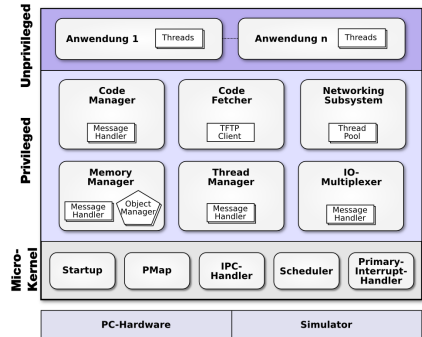 Unprivileged
Anwendung 1
Threads
Anwendung n
Threads
Privileged
Code
Manager
Message
Handler
Code
Fetcher
TFTP
Client
Networking
Subsystem
Thread
Pool
Memory
Manager
Message
Handler
Object
Manager
Thread
Manager
Message
Handler
IO-
Multiplexer
Message
Handler
Micro-
Kernel
Startup
PMap
IPC-
Handler
Scheduler
Primary-
Interrupt-
Handler
PC-Hardware
Simulator